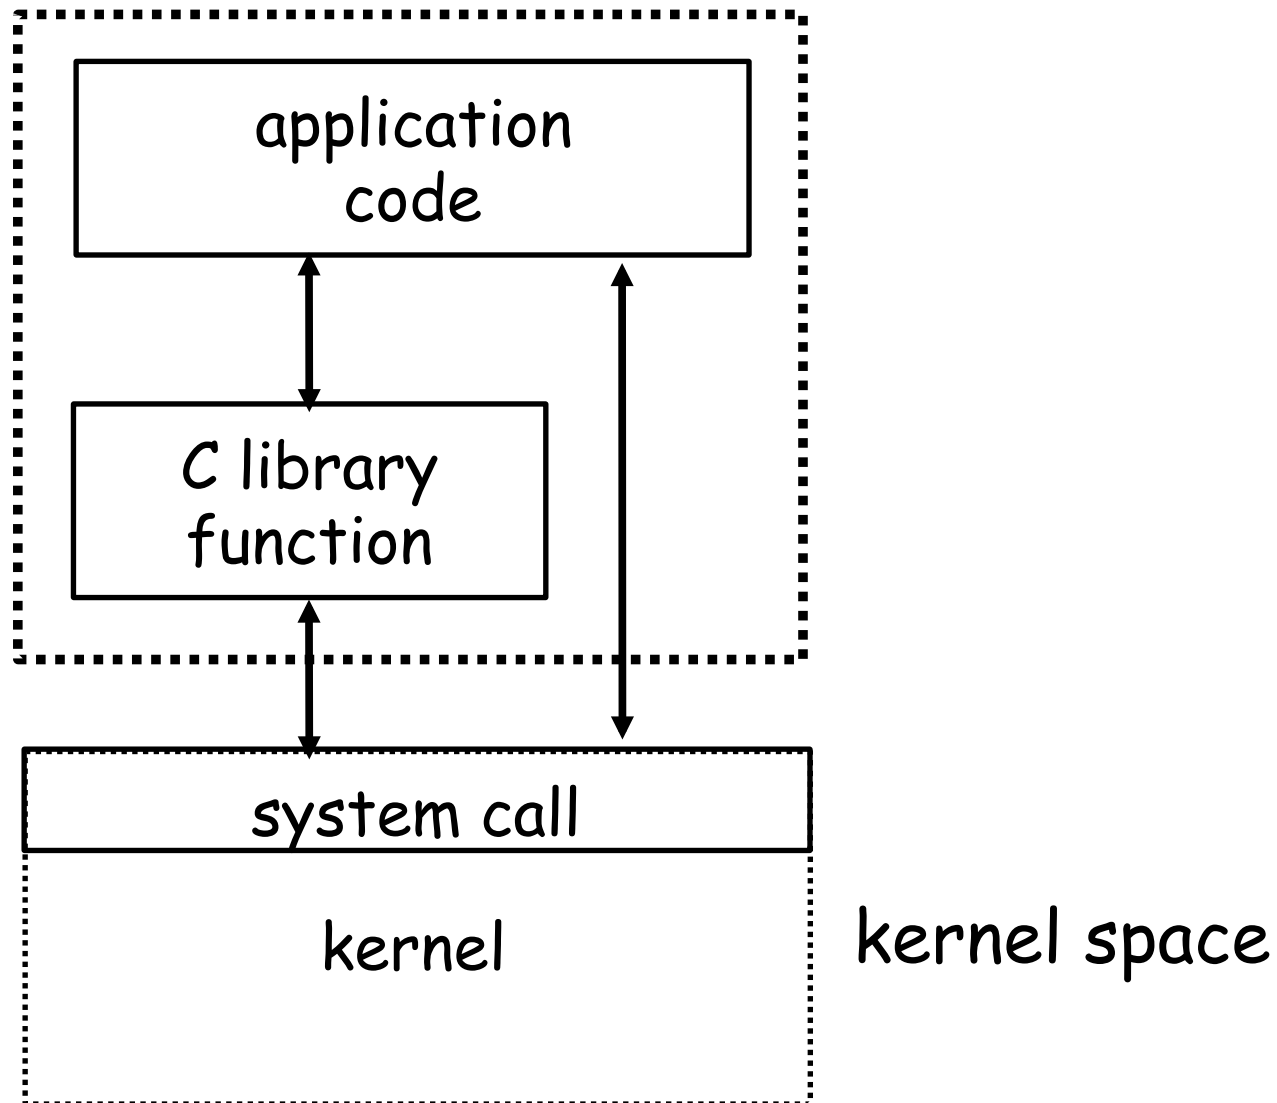 application
code
C library
function
system call
kernel
kernel space